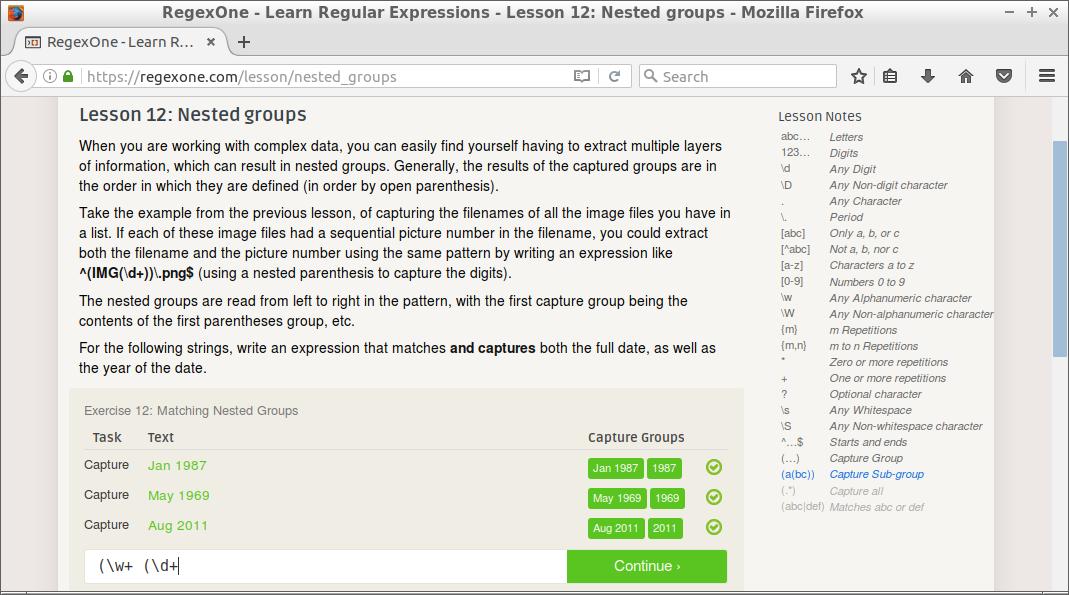 RegexOne - Learn Regular Expressions - Lesson 12: Nested groups - Mozilla Firefox
RegexOne - Learn R...
https://regexone.com/lesson/nested_groups
Search
Lesson 12: Nested groups
When you are working with complex data, you can easily find yourself having to extract multiple layers
of information, which can result in nested groups. Generally, the results of the captured groups are in
the order in which they are defined (in order by open parenthesis).
Take the example from the previous lesson, of capturing the filenames of all the image files you have in
a list. If each of these image files had a sequential picture number in the filename, you could extract
both the filename and the picture number using the same pattern by writing an expression like
^(IMG(\d+))\.png$ (using a nested parenthesis to capture the digits).
The nested groups are read from left to right in the pattern, with the first capture group being the
contents of the first parentheses group, etc.
For the following strings, write an expression that matches and captures both the full date, as well as
the year of the date.
Exercise 12: Matching Nested Groups
Task Text Capture Groups
Capture Jan 1987 Jan 1987 1987
Capture May 1969 May 1969 1969
Capture Aug 2011 Aug 2011 2011
(\w+ (\d+ Continue ›
Lesson Notes
abc... Letters
123... Digits
\d Any Digit
\D Any Non-digit character
. Any Character
\. Period
[abc] Only a, b, or c
[^abc] Not a, b, nor c
[a-z] Characters a to z
[0-9] Numbers 0 to 9
\w Any Alphanumeric character
\W Any Non-alphanumeric character
{m} m Repetitions
{m,n} m to n Repetitions
* Zero or more repetitions
+ One or more repetitions
? Optional character
\s Any Whitespace
\S Any Non-whitespace character
^...$ Starts and ends
(...) Capture Group
(a(bc)) Capture Sub-group
(.*) Capture all
(abc|def) Matches abc or def